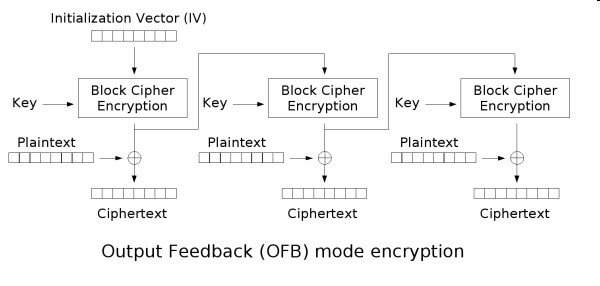 Initialization Vector (IV)
Block Cipher
Encryption
Block Cipher
Encryption
Block Cipher
Encryption
Key
Key
Key
Plaintext
Plaintext
Plaintext
Ciphertext
Ciphertext
Ciphertext
Output Feedback (OFB) mode encryption